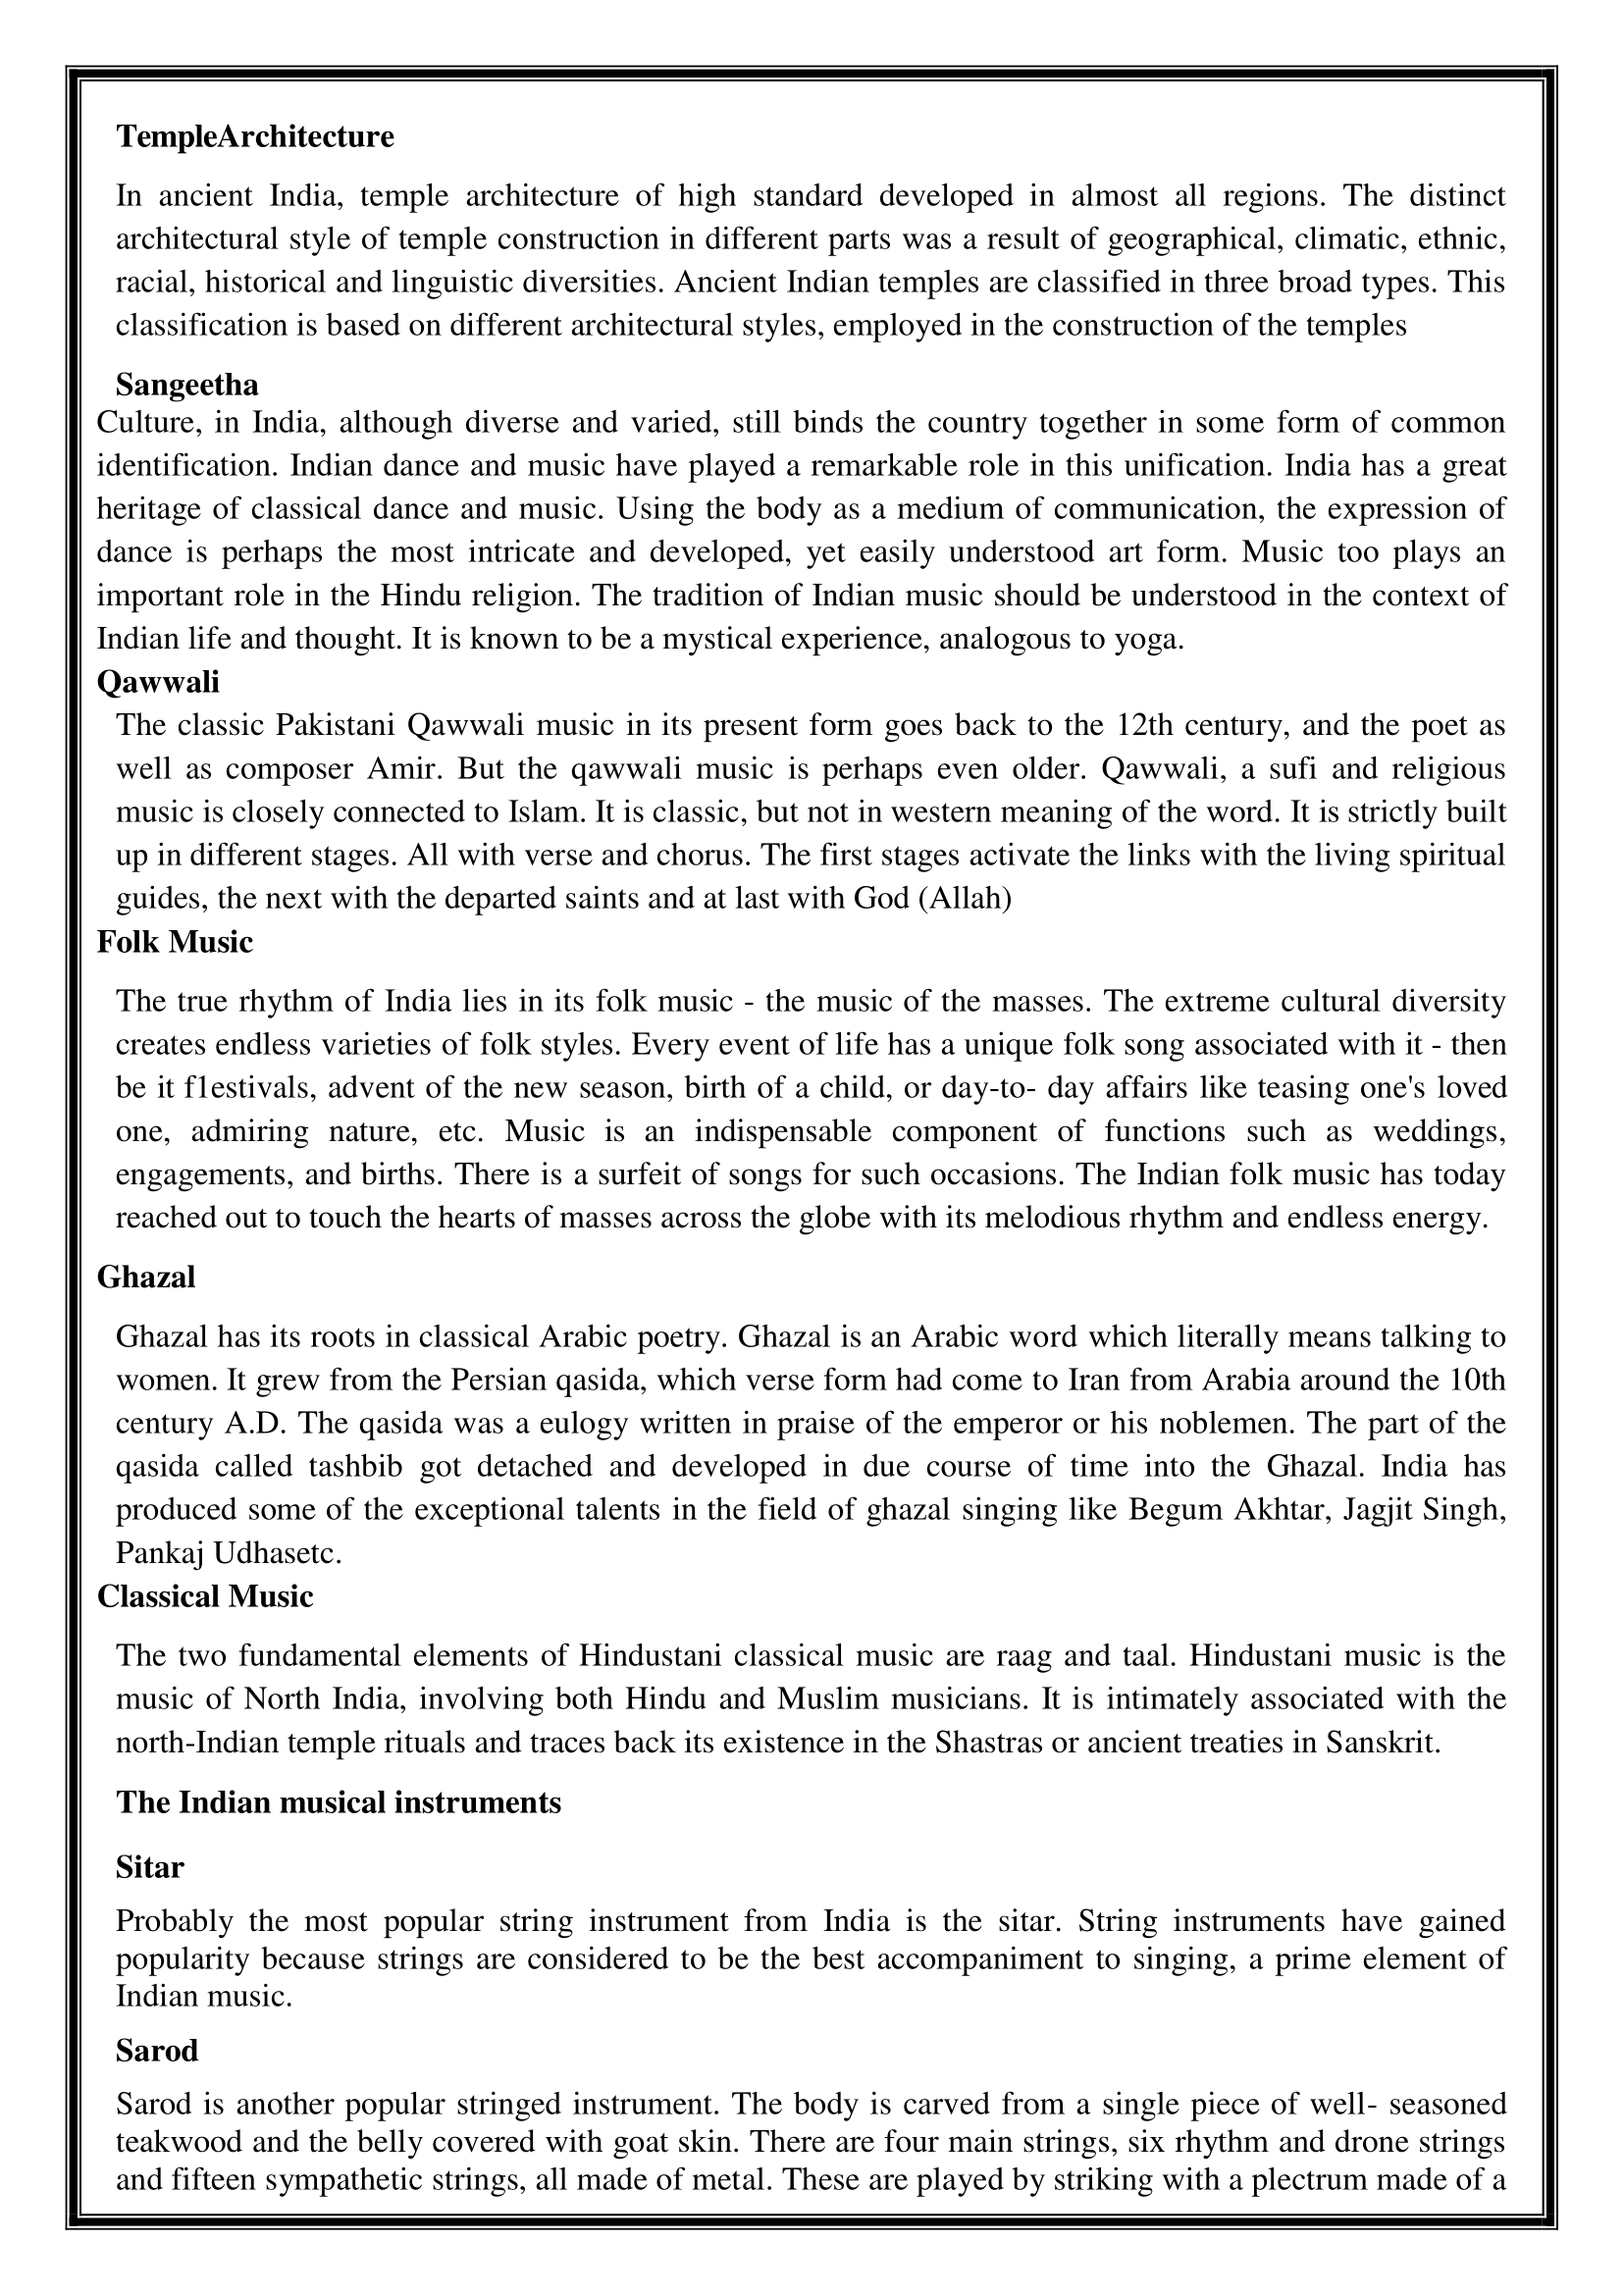 TempleArchitecture
In ancient India, temple architecture of high standard developed in almost all regions. The distinct
architectural style of temple construction in different parts was a result of geographical, climatic, ethnic,
racial, historical and linguistic diversities. Ancient Indian temples are classified in three broad types. This
classification is based on different architectural styles, employed in the construction of the temples
Sangeetha
Culture, in India, although diverse and varied, still binds the country together in some form of common
identification. Indian dance and music have played a remarkable role in this unification. India has a great
heritage of classical dance and music. Using the body as a medium of communication, the expression of
dance is perhaps the most intricate and developed, yet easily understood art form. Music too plays an
important role in the Hindu religion. The tradition of Indian music should be understood in the context of
Indian life and thought. It is known to be a mystical experience, analogous to yoga.
Qawwali
The classic Pakistani Qawwali music in its present form goes back to the 12th century, and the poet as
well as composer Amir. But the qawwali music is perhaps even older. Qawwali, a sufi and religious
music is closely connected to Islam. It is classic, but not in western meaning of the word. It is strictly built
up in different stages. All with verse and chorus. The first stages activate the links with the living spiritual
guides, the next with the departed saints and at last with God (Allah)
Folk Music
The true rhythm of India lies in its folk music - the music of the masses. The extreme cultural diversity
creates endless varieties of folk styles. Every event of life has a unique folk song associated with it - then
be it f1estivals, advent of the new season, birth of a child, or day-to- day affairs like teasing one's loved
one, admiring nature, etc. Music is an indispensable component of functions such as weddings,
engagements, and births. There is a surfeit of songs for such occasions. The Indian folk music has today
reached out to touch the hearts of masses across the globe with its melodious rhythm and endless energy.
Ghazal
Ghazal has its roots in classical Arabic poetry. Ghazal is an Arabic word which literally means talking to
women. It grew from the Persian qasida, which verse form had come to Iran from Arabia around the 10th
century A.D. The qasida was a eulogy written in praise of the emperor or his noblemen. The part of the
qasida called tashbib got detached and developed in due course of time into the Ghazal. India has
produced some of the exceptional talents in the field of ghazal singing like Begum Akhtar, Jagjit Singh,
Pankaj Udhasetc.
Classical Music
The two fundamental elements of Hindustani classical music are raag and taal. Hindustani music is the
music of North India, involving both Hindu and Muslim musicians. It is intimately associated with the
north-Indian temple rituals and traces back its existence in the Shastras or ancient treaties in Sanskrit.
The Indian musical instruments
Sitar
Probably the most popular string instrument from India is the sitar. String instruments have gained
popularity because strings are considered to be the best accompaniment to singing, a prime element of
Indian music.
Sarod
Sarod is another popular stringed instrument. The body is carved from a single piece of well- seasoned
teakwood and the belly covered with goat skin. There are four main strings, six rhythm and drone strings
and fifteen sympathetic strings, all made of metal. These are played by striking with a plectrum made of a